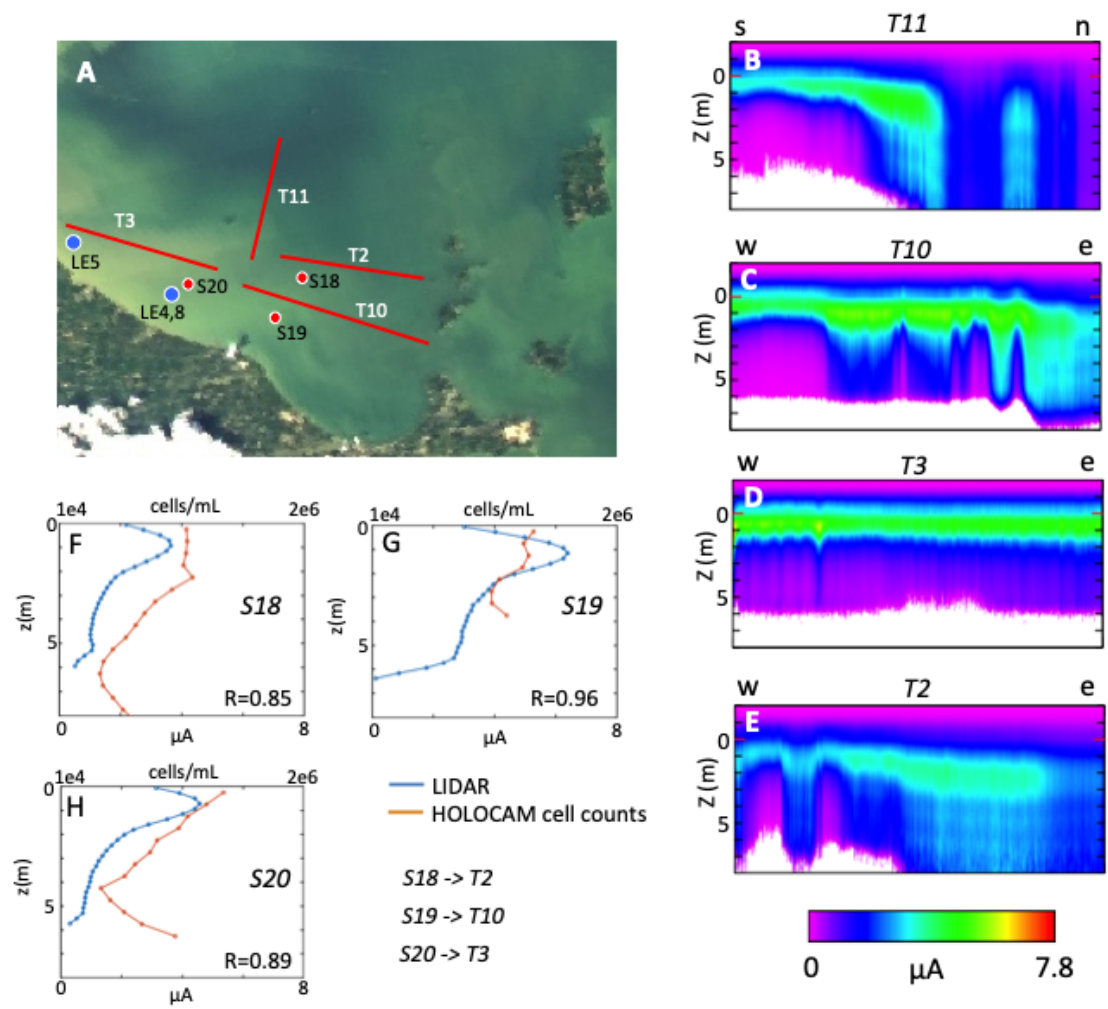 A
T11
T3
T2
LE5
S20
S18
LE4,8
T10
S19
s T11 n
B
0
5
Z (m)
w T10 e
C
0
5
Z (m)
w T3 e
D
0
5
Z (m)
w T2 e
E
0
5
Z (m)
0 µA 7.8
1e4 cells/mL 2e6
0
F
S18
z(m)
5
R=0.85
0 µA 8
1e4 cells/mL 2e6
0
G
S19
z(m)
5
R=0.96
0 µA 8
1e4 cells/mL 2e6
0
H
S20
z(m)
5
R=0.89
0 µA 8
LIDAR
HOLOCAM cell counts
S18 -> T2
S19 -> T10
S20 -> T3